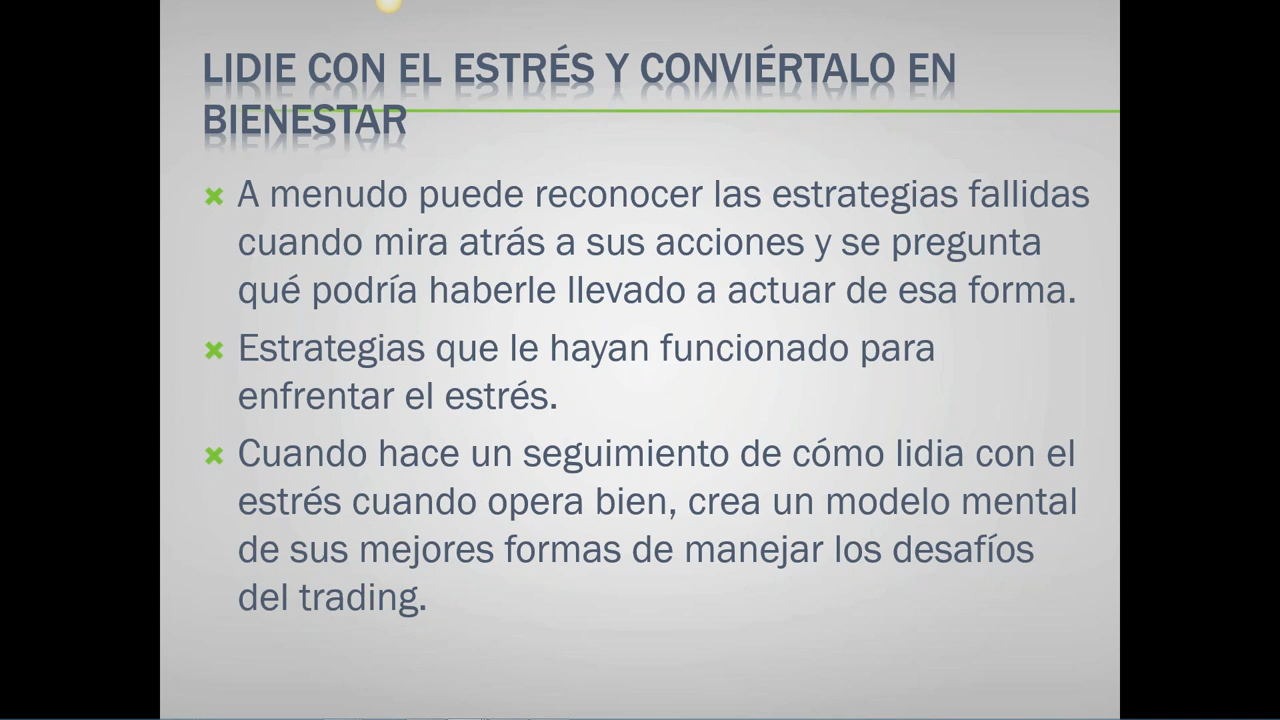 LIDIE CON EL ESTRÉS Y CONVIÉRTALO EN
BIENESTAR
A menudo puede reconocer las estrategias fallidas
cuando mira atrás a sus acciones y se pregunta
qué podría haberle llevado a actuar de esa forma.
Estrategias que le hayan funcionado para
enfrentar el estrés.
Cuando hace un seguimiento de cómo lidia con el
estrés cuando opera bien, crea un modelo mental
de sus mejores formas de manejar los desafíos
del trading.